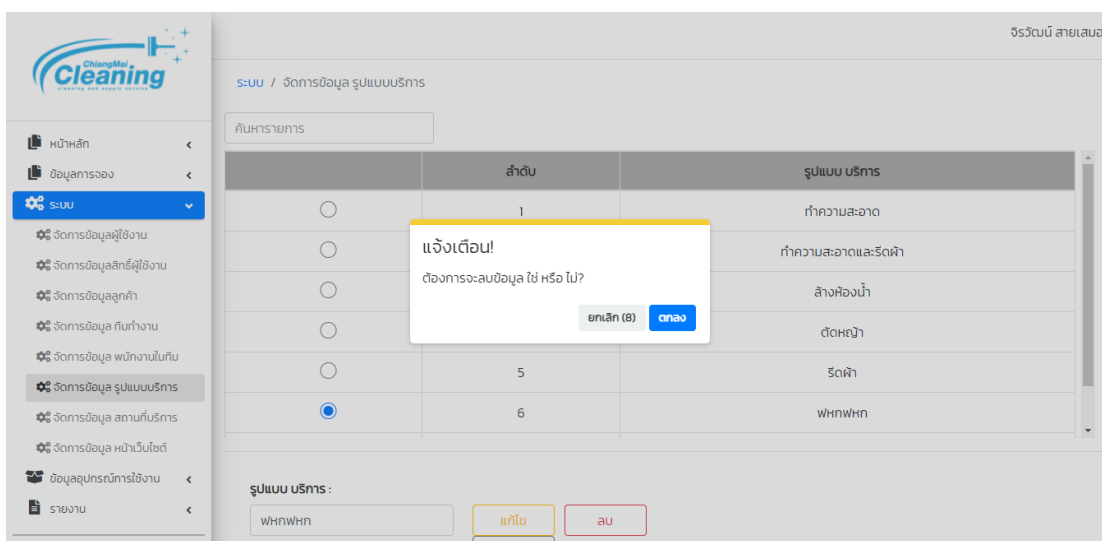 จิรวัฒน์ สายเสมอ
ChiangMai
Cleaning
cleaning and supply service
ระบบ / จัดการข้อมูล รูปแบบบริการ
ค้นหารายการ
หน้าหลัก
ข้อมูลการจอง
ระบบ
จัดการข้อมูลผู้ใช้งาน
จัดการข้อมูลสิทธิ์ผู้ใช้งาน
จัดการข้อมูลลูกค้า
จัดการข้อมูล ทีมทำงาน
จัดการข้อมูล พนักงานในทีม
จัดการข้อมูล รูปแบบบริการ
จัดการข้อมูล สถานที่บริการ
จัดการข้อมูล หน้าเว็บไซต์
ข้อมูลอุปกรณ์การใช้งาน
รายงาน
ลำดับ รูปแบบ บริการ
1 ทำความสะอาด
ทำความสะอาดและรีดผ้า
ล้างห้องน้ำ
ตัดหญ้า
5 รีดผ้า
6 ฟหกฟหก
แจ้งเตือน!
ต้องการจะลบข้อมูล ใช่ หรือ ไม่?
ยกเลิก (8) ตกลง
รูปแบบ บริการ :
ฟหกฟหก แก้ไข ลบ